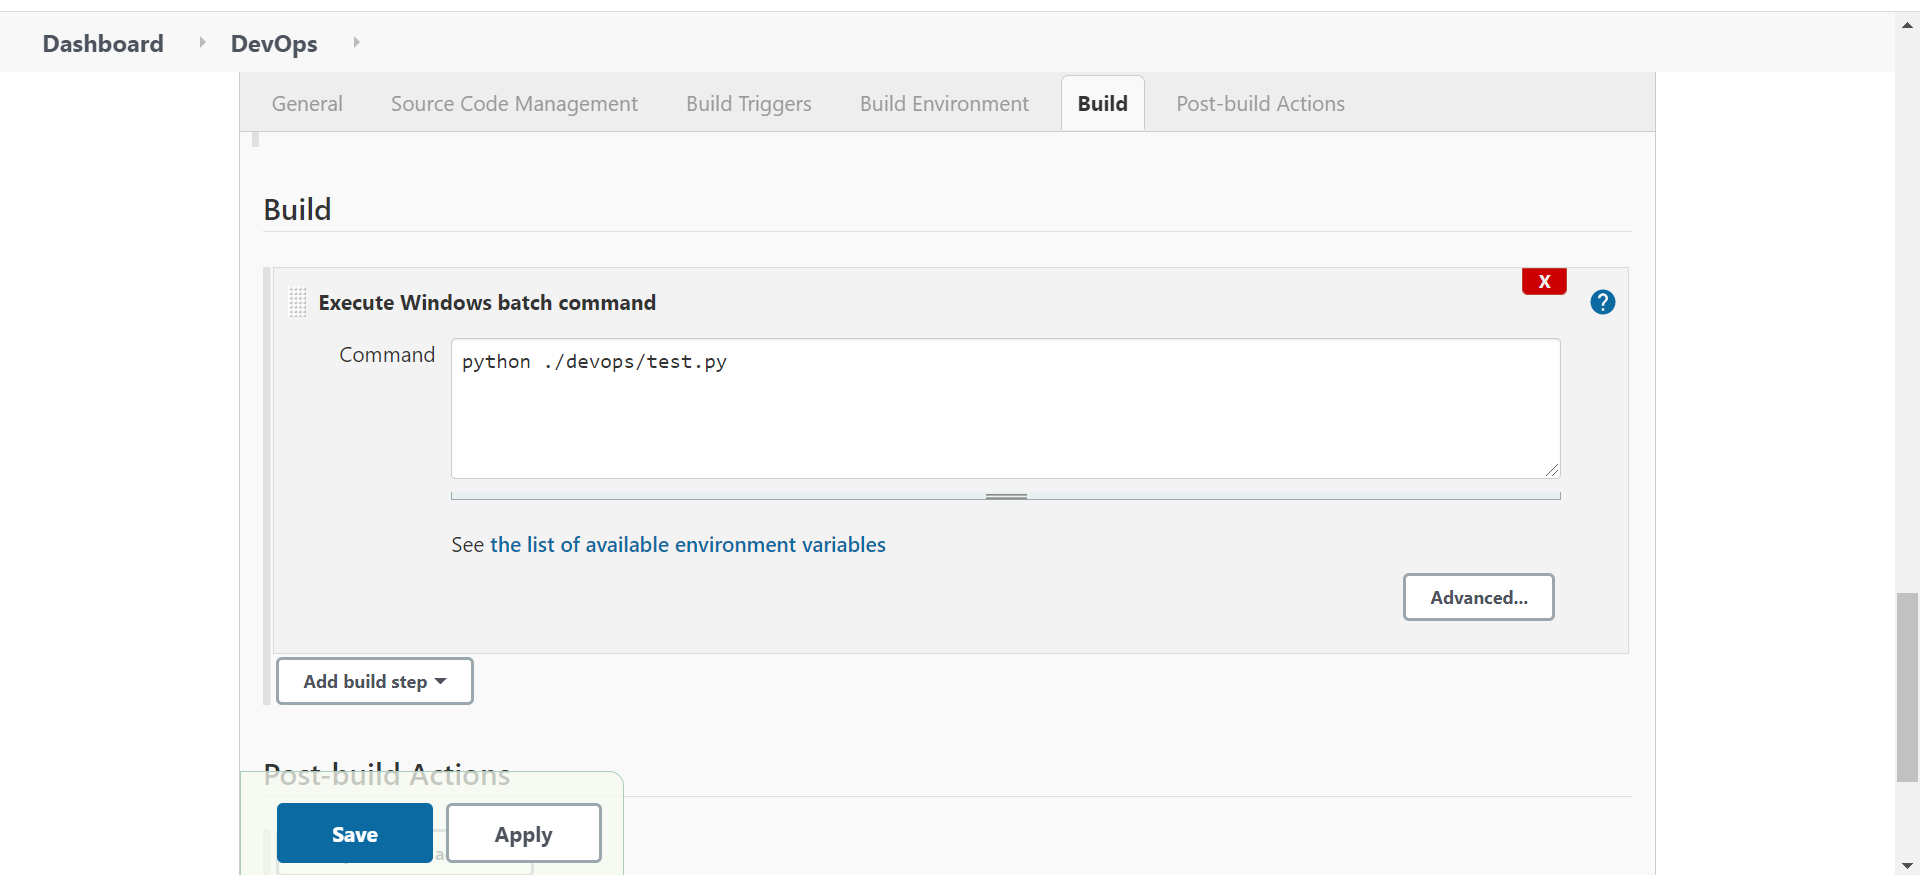 Dashboard DevOps
General Source Code Management Build Triggers Build Environment Build Post-build Actions
Build
X
Execute Windows batch command ?
Command python ./devops/test.py
See the list of available environment variables
Advanced...
Add build step
Post-build Actions
Save Apply